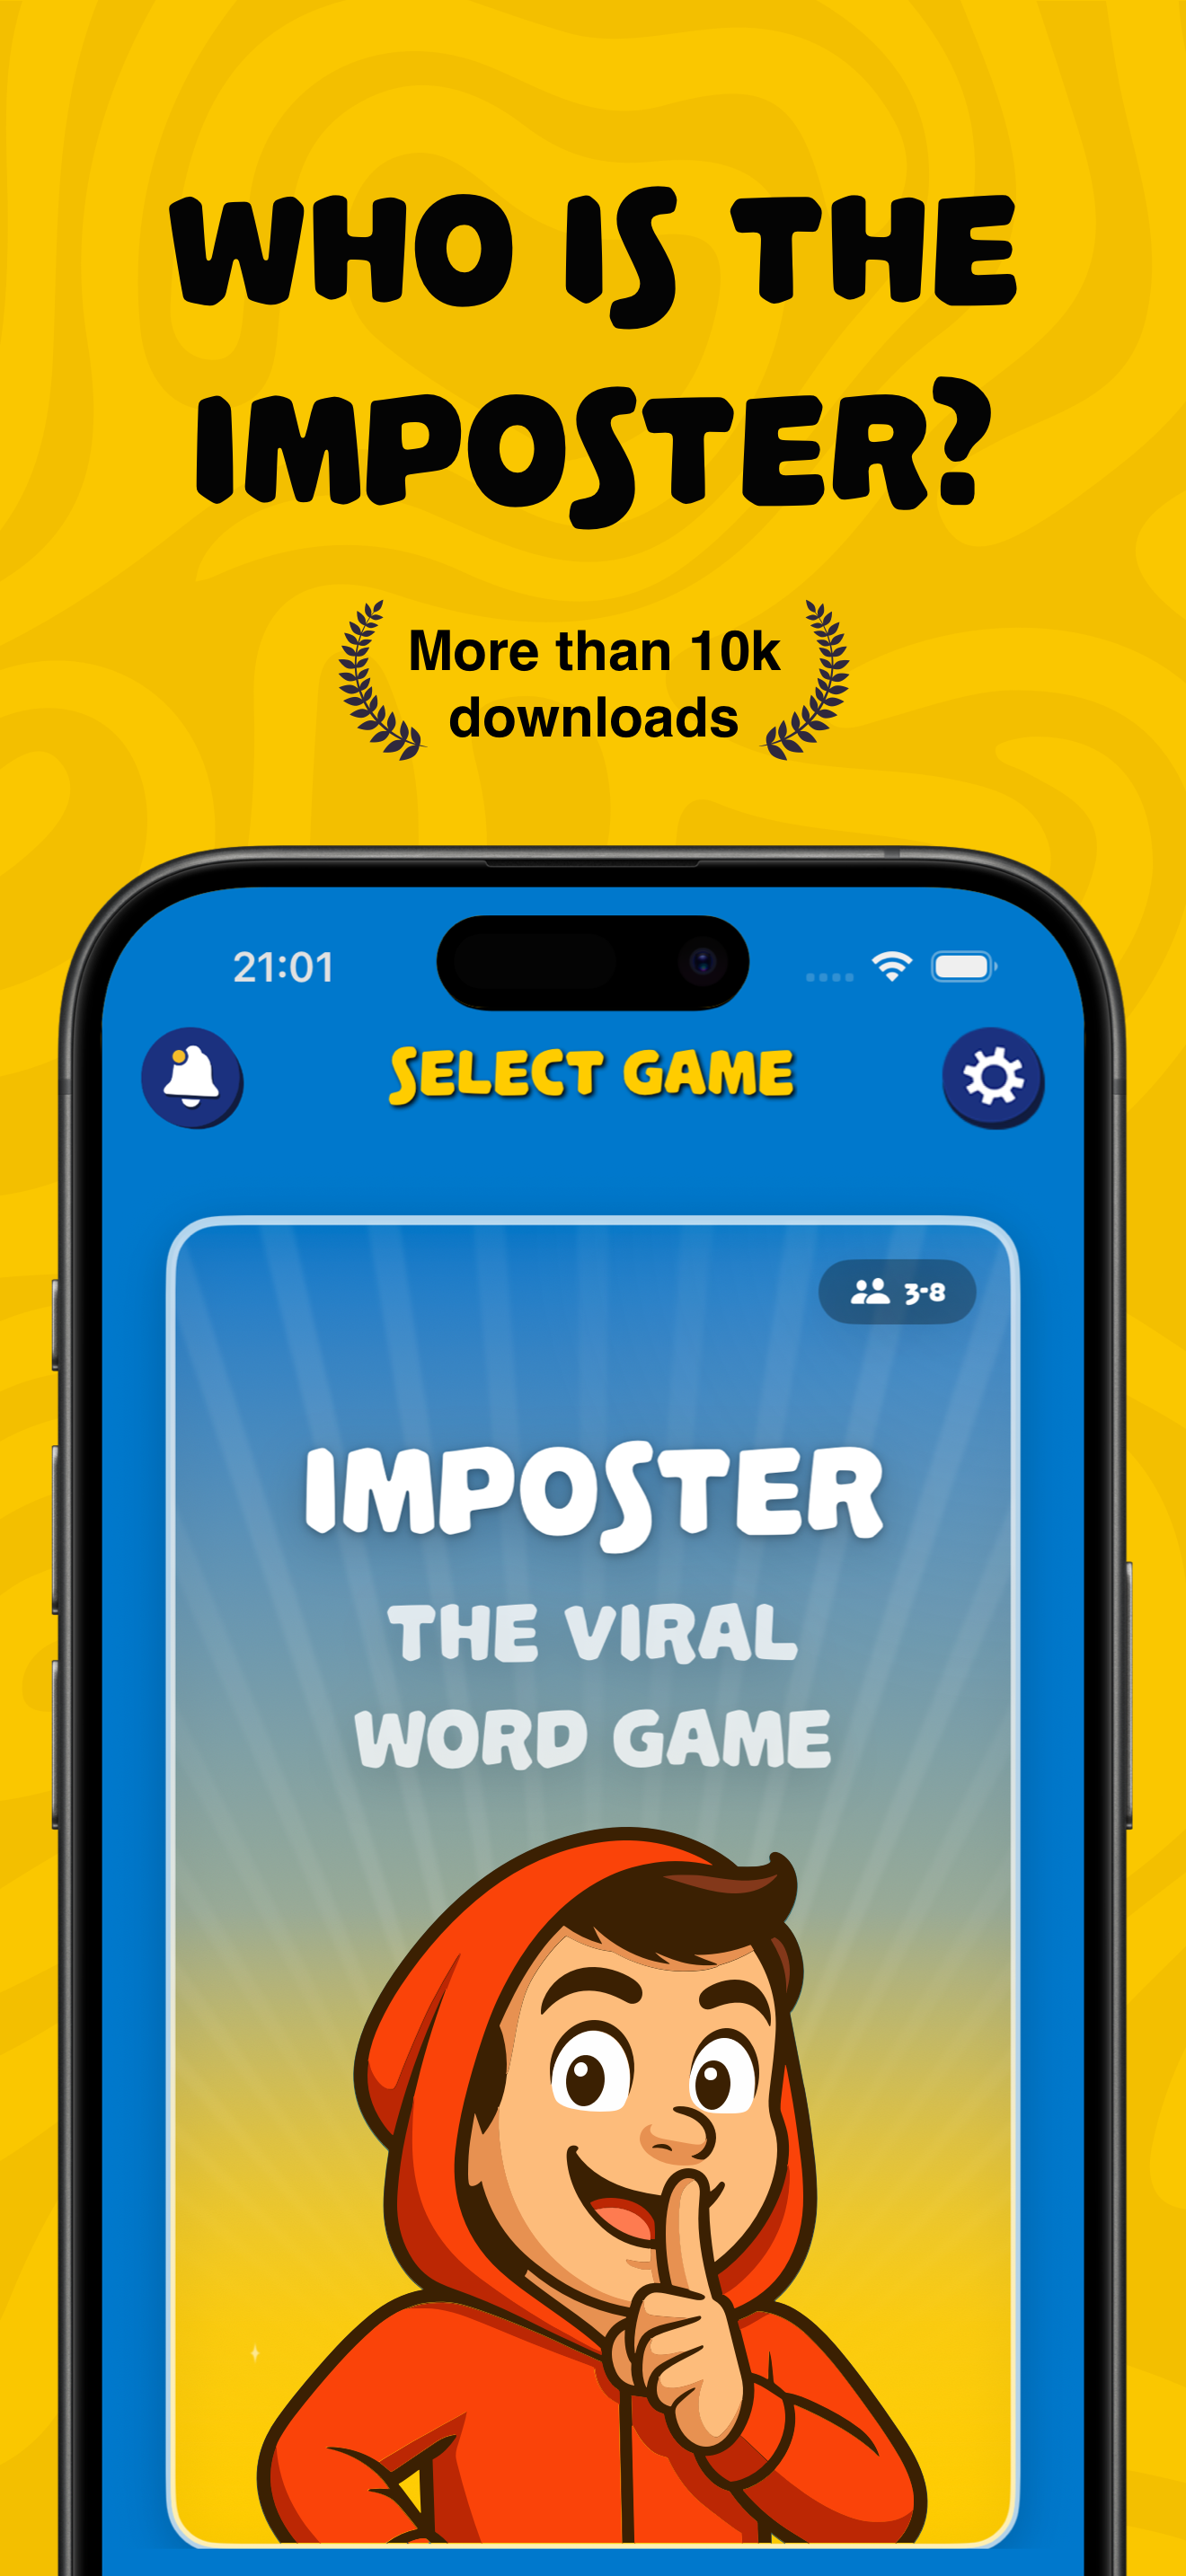 WHO IS THE
IMPOSTER?
More than 10k
downloads
21:01
SELECT GAME
3-8
IMPOSTER
THE VIRAL
WORD GAME